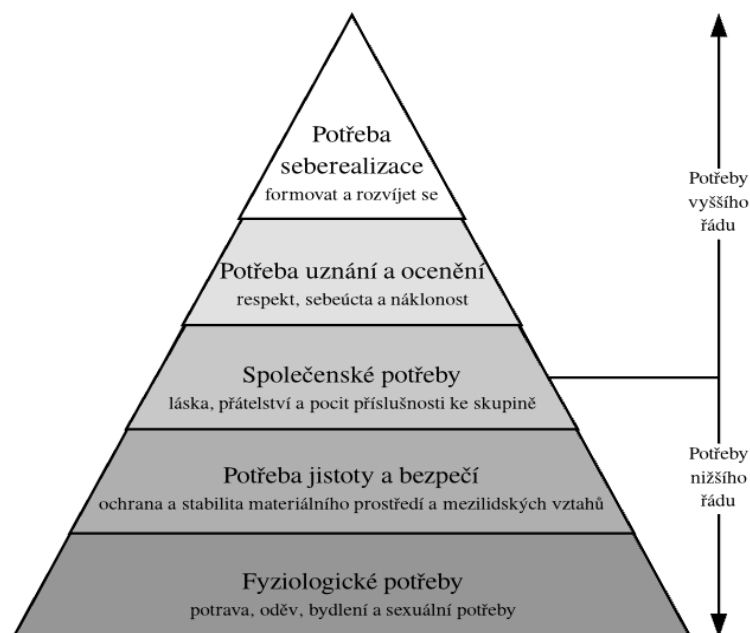 Potřeba
seberealizace
formovat a rozvíjet se
Potřeba uznání a ocenění
respekt, sebeúcta a náklonost
Společenské potřeby
láska, přátelství a pocit příslušnosti ke skupině
Potřeba jistoty a bezpečí
ochrana a stabilita materiálního prostředí a mezilidských vztahů
Fyziologické potřeby
potrava, oděv, bydlení a sexuální potřeby
Potřeby
vyššího
řádu
Potřeby
nižšího
řádu